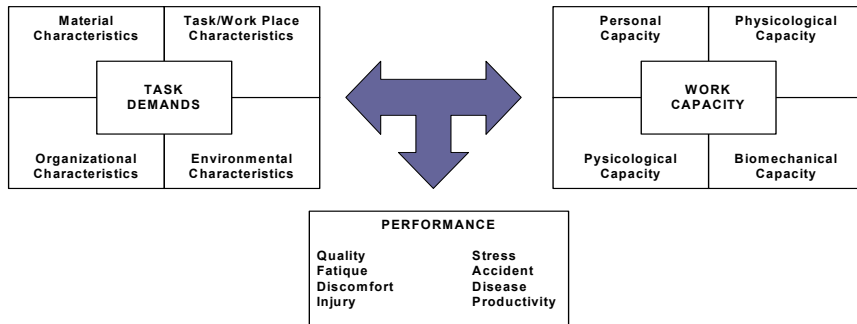 Material
Characteristics
Task/Work Place
Characteristics
TASK
DEMANDS
Organizational
Characteristics
Environmental
Characteristics
Personal
Capacity
Physicological
Capacity
WORK
CAPACITY
Pysicological
Capacity
Biomechanical
Capacity
PERFORMANCE
Quality
Fatique
Discomfort
Injury
Stress
Accident
Disease
Productivity